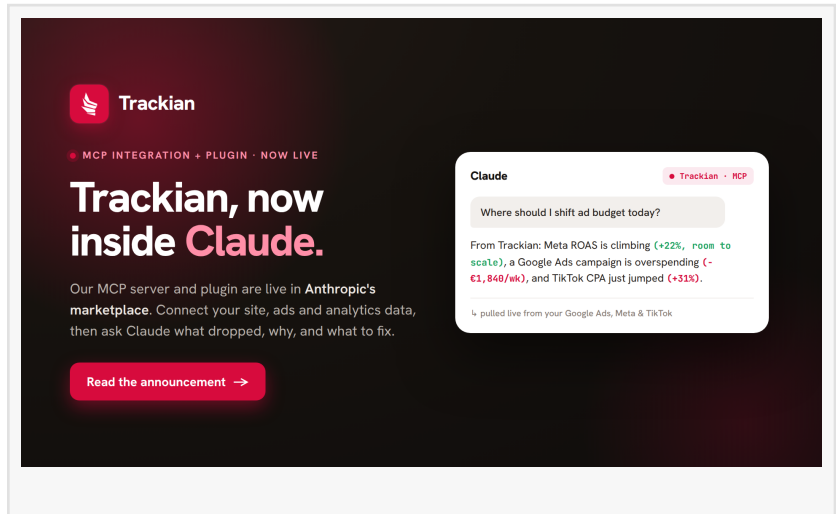 Trackian
MCP INTEGRATION + PLUGIN · NOW LIVE
Trackian, now
inside Claude.
Our MCP server and plugin are live in Anthropic's
marketplace. Connect your site, ads and analytics data,
then ask Claude what dropped, why, and what to fix.
Read the announcement →
Claude
Trackian · MCP
Where should I shift ad budget today?
From Trackian: Meta ROAS is climbing (+22%, room to
scale), a Google Ads campaign is overspending (-
€1,840/wk), and TikTok CPA just jumped (+31%).
↳ pulled live from your Google Ads, Meta & TikTok